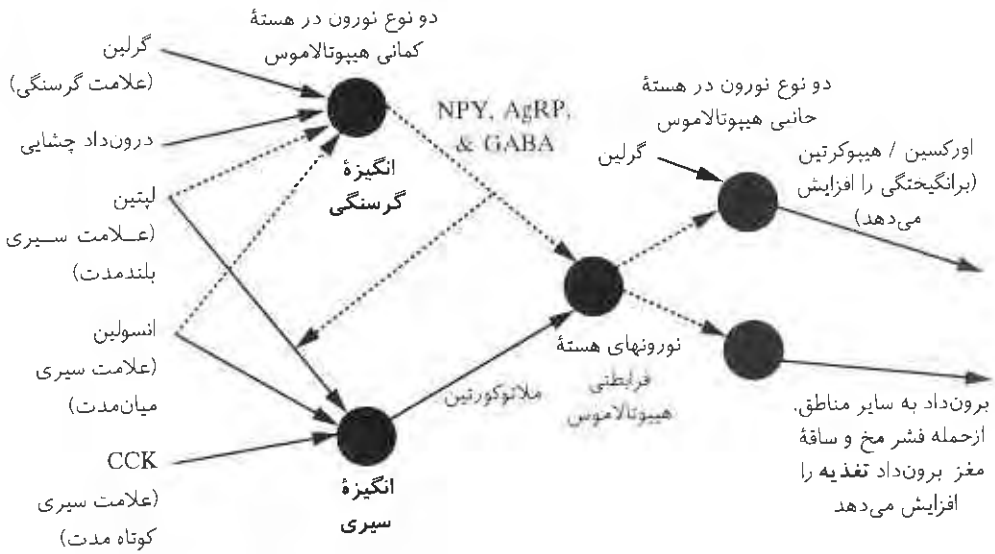 دو نوع نورون در هستهٔ
کمانی هیپوتالاموس
گرلین
(علامت گرسنگی)
درون‌داد چشایی
لپتین
(علامت سیری
بلندمدت)
انسولین
(علامت سیری
میان‌مدت)
CCK
(علامت سیری
کوتاه مدت)
انگیزهٔ
گرسنگی
NPY, AgRP,
& GABA
انگیزهٔ
سیری
ملانوکورتین
نورونهای هستهٔ
فرابطنی
هیپوتالاموس
دو نوع نورون در هستهٔ
جانبی هیپوتالاموس
گرلین
اورکسین / هیپوکرتین
(برانگیختگی را افزایش
می‌دهد)
برون‌داد به سایر مناطق.
ازجمله قشر مخ و ساقهٔ
مغز برون‌داد تغذیه را
افزایش می‌دهد